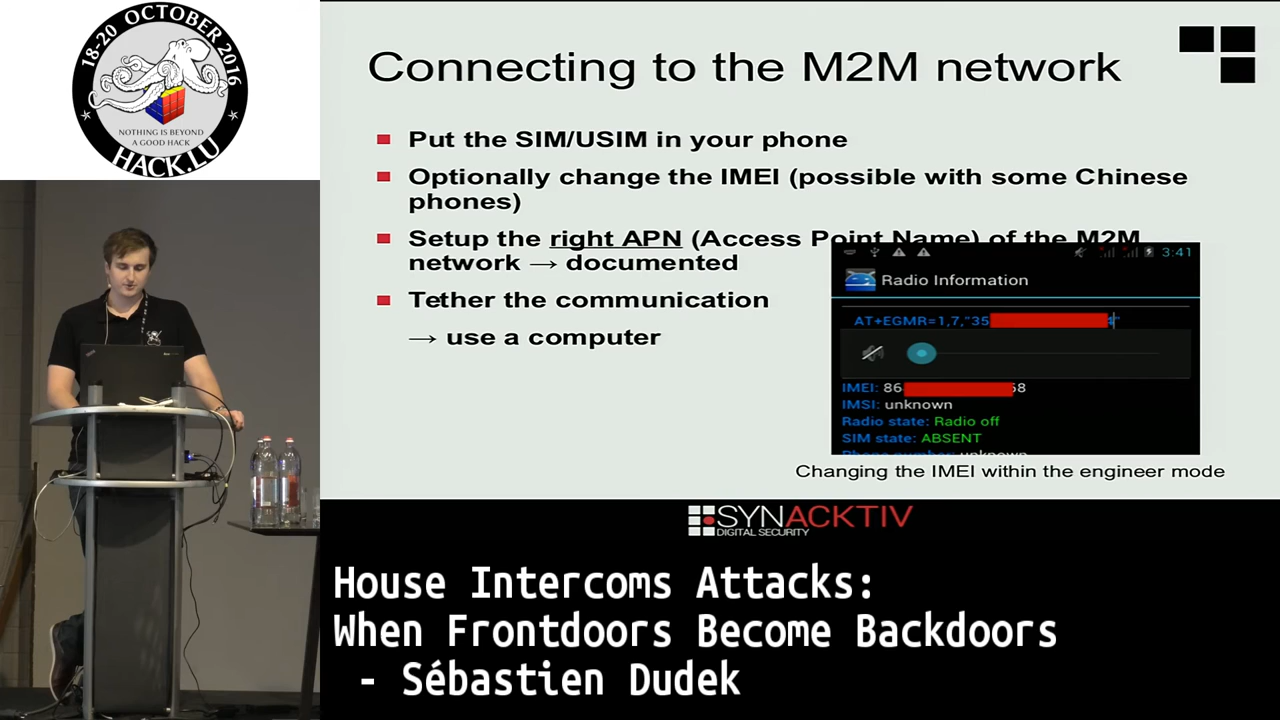 18-20 OCTOBER 2016
NOTHING IS BEYOND
A GOOD HACK
HACK.LU
Connecting to the M2M network
Put the SIM/USIM in your phone
Optionally change the IMEI (possible with some Chinese
phones)
Setup the right APN (Access Point Name) of the M2M
network → documented
Tether the communication
→ use a computer
3:41
Radio Information
AT+EGMR=1,7,"35
IMEI: 86 68
IMSI: unknown
Radio state: Radio off
SIM state: ABSENT
Phone number: unknown
Changing the IMEI within the engineer mode
SYNACKTIV
DIGITAL SECURITY
House Intercoms Attacks:
When Frontdoors Become Backdoors
- Sébastien Dudek